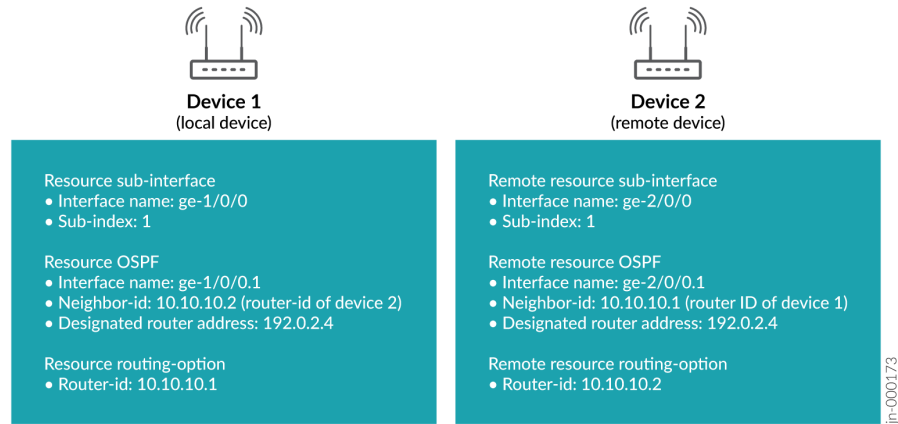 Device 1
(local device)
Resource sub-interface
• Interface name: ge-1/0/0
• Sub-index: 1
Resource OSPF
• Interface name: ge-1/0/0.1
• Neighbor-id: 10.10.10.2 (router-id of device 2)
• Designated router address: 192.0.2.4
Resource routing-option
• Router-id: 10.10.10.1
Device 2
(remote device)
Remote resource sub-interface
• Interface name: ge-2/0/0
• Sub-index: 1
Remote resource OSPF
• Interface name: ge-2/0/0.1
• Neighbor-id: 10.10.10.1 (router ID of device 1)
• Designated router address: 192.0.2.4
Remote resource routing-option
• Router-id: 10.10.10.2
jn-000173